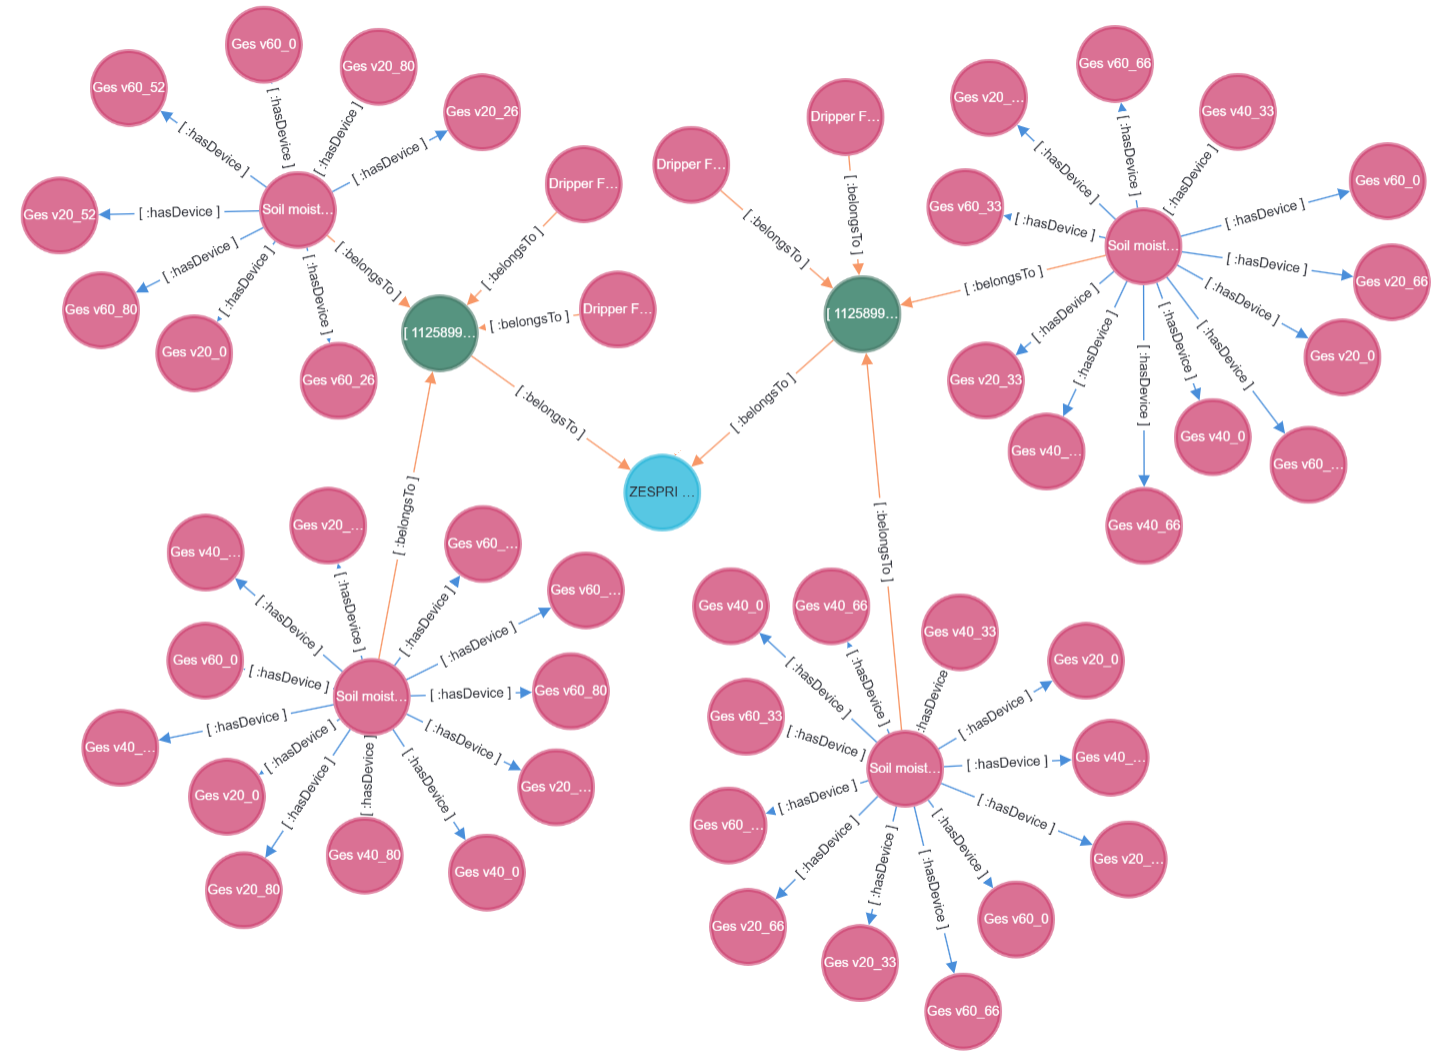 Ges v60_0
Ges v20_80
Ges v60_52
Ges v20_26
[ :hasDevice ]
[ :hasDevice ]
[ :hasDevice ]
[ :hasDevice ]
Ges v20_52
[ :hasDevice ]
Soil moist…
[ :hasDevice ]
[ :hasDevice ]
[ :hasDevice ]
Ges v60_80
Ges v20_0
Ges v60_26
[ :belongsTo ]
Dripper F…
[ :belongsTo ]
Dripper F…
[ :belongsTo ]
[ 1125899…
[ :belongsTo ]
Dripper F…
Dripper F…
[ :belongsTo ]
[ :belongsTo ]
[ 1125899…
[ :belongsTo ]
[ :belongsTo ]
ZESPRI …
Ges v60_66
Ges v20_…
Ges v40_33
[ :hasDevice ]
[ :hasDevice ]
[ :hasDevice ]
Ges v60_0
Ges v60_33
[ :hasDevice ]
[ :hasDevice ]
Soil moist…
[ :hasDevice ]
Ges v20_66
[ :hasDevice ]
[ :hasDevice ]
[ :hasDevice ]
[ :hasDevice ]
[ :hasDevice ]
[ :hasDevice ]
Ges v20_0
Ges v20_33
Ges v40_…
Ges v40_0
Ges v60_…
Ges v40_66
[ :belongsTo ]
Ges v20_…
Ges v40_…
Ges v60_…
Ges v60_…
[ :hasDevice ]
[ :hasDevice ]
[ :hasDevice ]
[ :hasDevice ]
Ges v60_0
[ :hasDevice ]
Soil moist…
[ :hasDevice ]
Ges v60_80
Ges v40_…
[ :hasDevice ]
[ :hasDevice ]
[ :hasDevice ]
[ :hasDevice ]
[ :hasDevice ]
[ :hasDevice ]
Ges v20_0
Ges v20_…
Ges v40_80
Ges v40_0
Ges v20_80
[ :belongsTo ]
Ges v40_0
Ges v40_66
Ges v40_33
Ges v20_0
[ :hasDevice ]
[ :hasDevice ]
:hasDevice
[ :hasDevice ]
Ges v60_33
[ :hasDevice ]
Soil moist…
[ :hasDevice ]
Ges v40_…
[ :hasDevice ]
[ :hasDevice ]
[ :hasDevice ]
[ :hasDevice ]
[ :hasDevice ]
[ :hasDevice ]
Ges v60_…
Ges v20_…
Ges v20_66
Ges v60_0
Ges v20_33
Ges v60_66